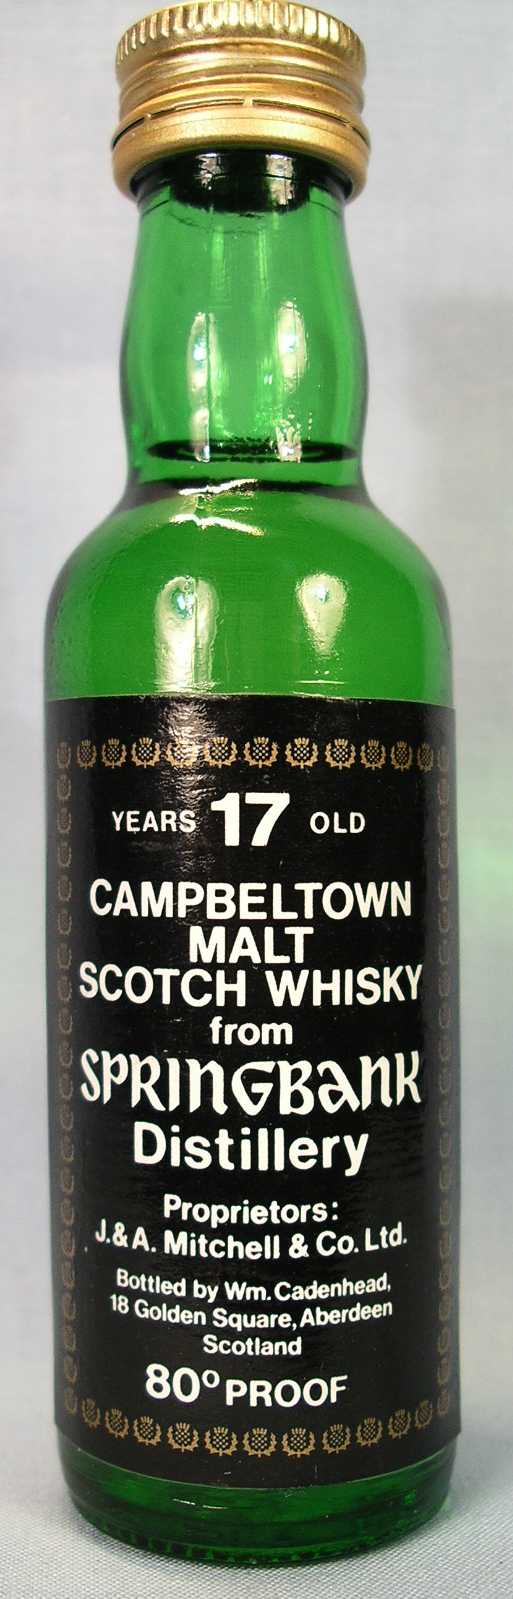 YEARS 17 OLD
CAMPBELTOWN
MALT
SCOTCH WHISKY
from
SPRINGBANK
Distillery
Proprietors:
J.&A. Mitchell & Co. Ltd.
Bottled by Wm. Cadenhead,
18 Golden Square, Aberdeen
Scotland
80º PROOF